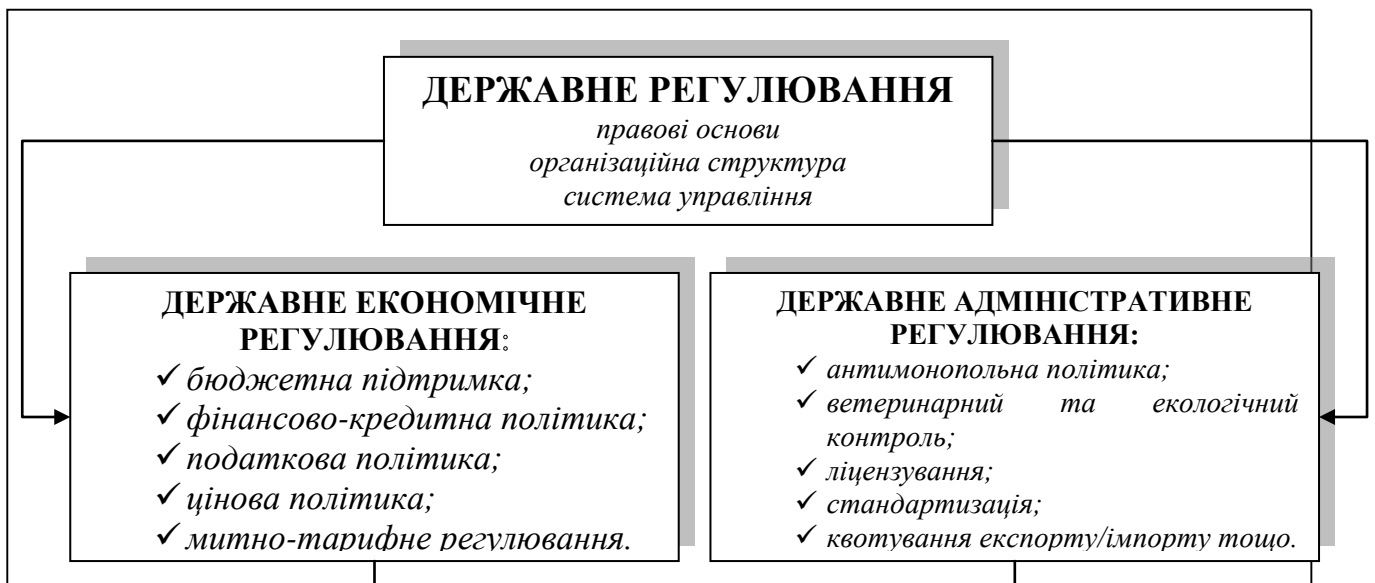 ДЕРЖАВНЕ РЕГУЛЮВАННЯ
правові основи
організаційна структура
система управління
ДЕРЖАВНЕ ЕКОНОМІЧНЕ
РЕГУЛЮВАННЯ:
✓ бюджетна підтримка;
✓ фінансово-кредитна політика;
✓ податкова політика;
✓ цінова політика;
✓ митно-тарифне регулювання.
ДЕРЖАВНЕ АДМІНІСТРАТИВНЕ
РЕГУЛЮВАННЯ:
✓ антимонопольна політика;
✓ ветеринарний та екологічний
контроль;
✓ ліцензування;
✓ стандартизація;
✓ квотування експорту/імпорту тощо.